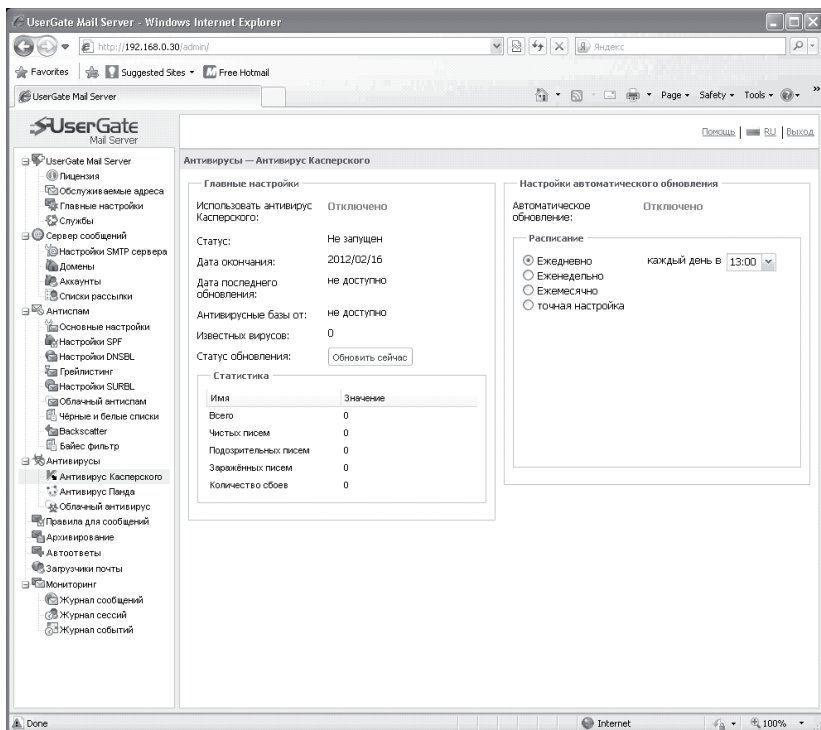 UserGate Mail Server - Windows Internet Explorer
http://192.168.0.30/admin/
Яндекс
Favorites
Suggested Sites
Free Hotmail
UserGate Mail Server
Page
Safety
Tools
»
UserGate
Mail Server
Помощь
RU
Выход
UserGate Mail Server
Лицензия
Обслуживаемые адреса
Главные настройки
Службы
Сервер сообщений
Настройки SMTP сервера
Домены
Аккаунты
Списки рассылки
Антиспам
Основные настройки
Настройки SPF
Настройки DNSBL
Грейлистинг
Настройки SURBL
Облачный антиспам
Чёрные и белые списки
Backscatter
Байес фильтр
Антивирусы
Антивирус Касперского
Антивирус Панда
Облачный антивирус
Правила для сообщений
Архивирование
Автоответы
Загрузчики почты
Мониторинг
Журнал сообщений
Журнал сессий
Журнал событий
Антивирусы — Антивирус Касперского
Главные настройки
Использовать антивирус Касперского: Отключено
Статус: Не запущен
Дата окончания: 2012/02/16
Дата последнего обновления: не доступно
Антивирусные базы от: не доступно
Известных вирусов: 0
Статус обновления: Обновить сейчас
Статистика
Имя Значение
Всего 0
Чистых писем 0
Подозрительных писем 0
Заражённых писем 0
Количество сбоев 0
Настройки автоматического обновления
Автоматическое обновление: Отключено
Расписание
Ежедневно каждый день в 13:00
Еженедельно
Ежемесячно
точная настройка
Done
Internet
100%